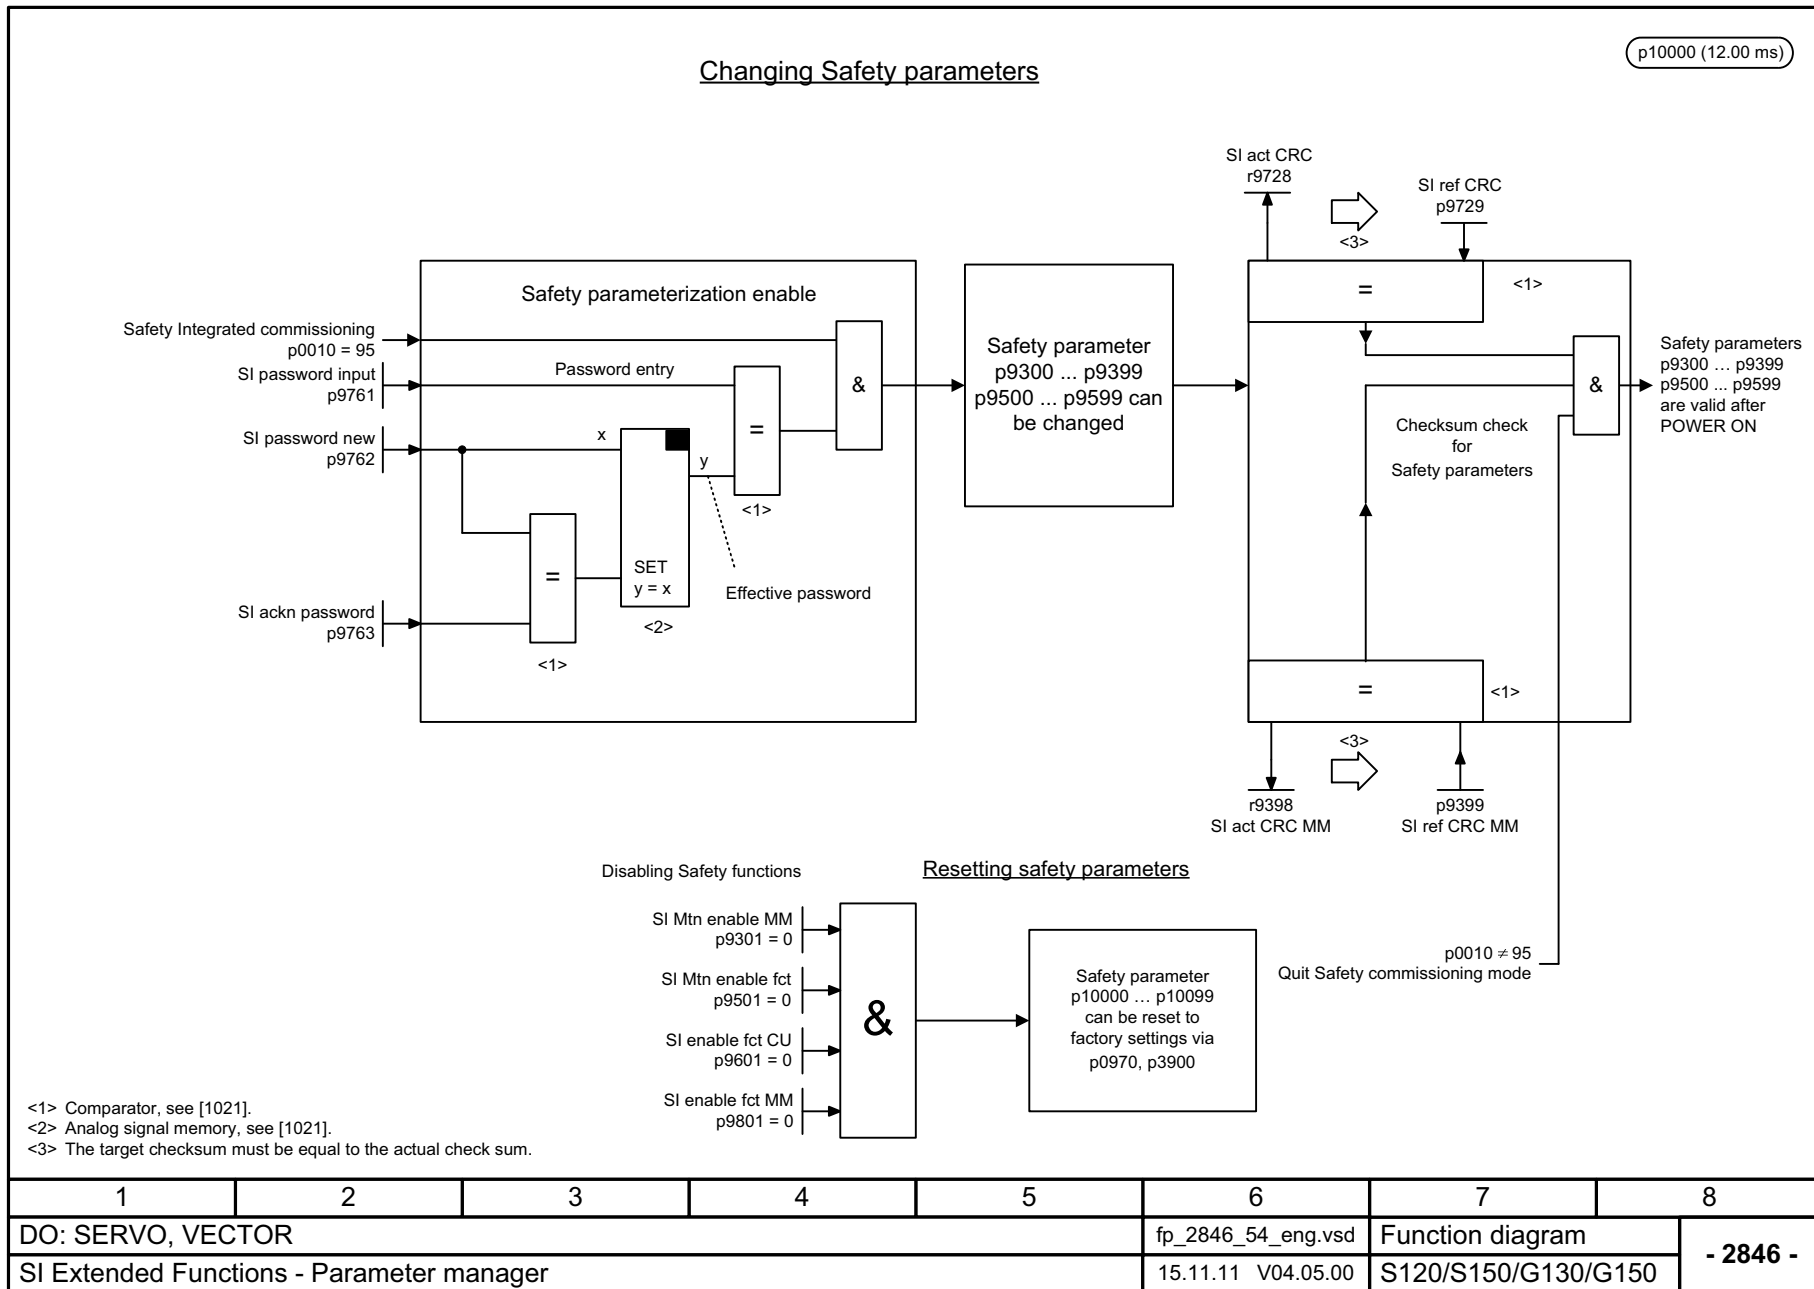 p10000 (12.00 ms)
Changing Safety parameters
SI act CRC
r9728
SI ref CRC
p9729
<3>
Safety parameterization enable
Safety Integrated commissioning
p0010 = 95
SI password input
p9761
Password entry
SI password new
p9762
x
y
=
&
<1>
SET
y = x
<2>
Effective password
=
<1>
SI ackn password
p9763
Safety parameter
p9300 ... p9399
p9500 ... p9599 can
be changed
=
<1>
&
Checksum check
for
Safety parameters
Safety parameters
p9300 ... p9399
p9500 ... p9599
are valid after
POWER ON
=
<1>
<3>
r9398
SI act CRC MM
p9399
SI ref CRC MM
Disabling Safety functions
Resetting safety parameters
SI Mtn enable MM
p9301 = 0
SI Mtn enable fct
p9501 = 0
SI enable fct CU
p9601 = 0
SI enable fct MM
p9801 = 0
&
Safety parameter
p10000 ... p10099
can be reset to
factory settings via
p0970, p3900
p0010 ≠ 95
Quit Safety commissioning mode
<1> Comparator, see [1021].
<2> Analog signal memory, see [1021].
<3> The target checksum must be equal to the actual check sum.
1 2 3 4 5 6 7 8
DO: SERVO, VECTOR
fp_2846_54_eng.vsd
Function diagram
- 2846 -
SI Extended Functions - Parameter manager
15.11.11 V04.05.00
S120/S150/G130/G150